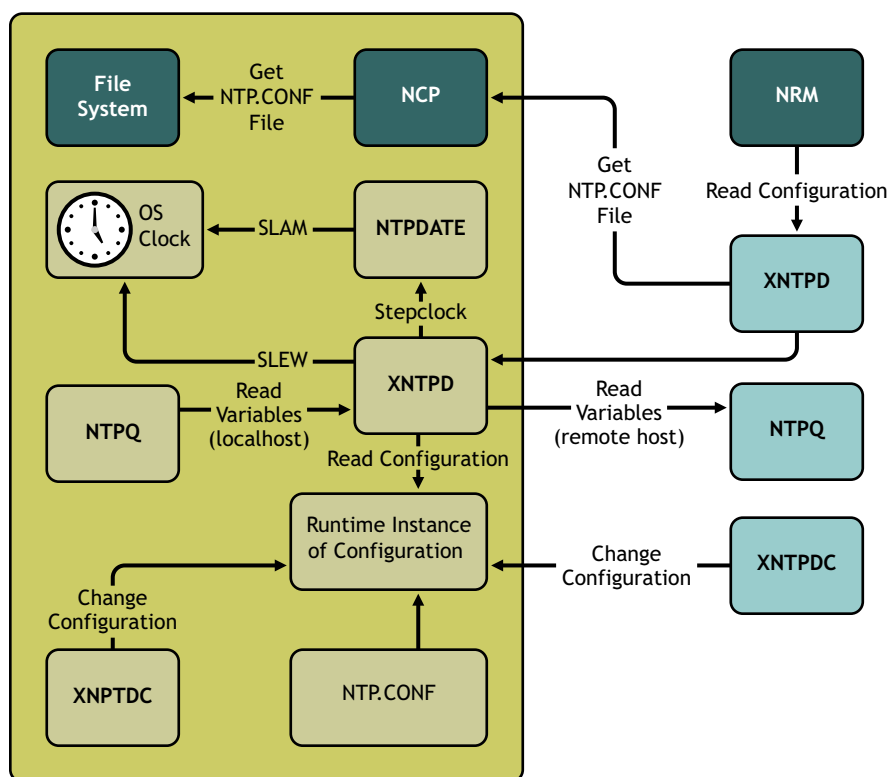 File
System
Get
NTP.CONF
File
NCP
NRM
Get
NTP.CONF
File
Read Configuration
OS
Clock
SLAM
NTPDATE
XNTPD
Stepclock
SLEW
XNTPD
NTPQ
Read
Variables
(localhost)
Read
Variables
(remote host)
NTPQ
Read Configuration
Runtime Instance
of Configuration
Change
Configuration
XNTPDC
Change
Configuration
XNPTDC
NTP.CONF